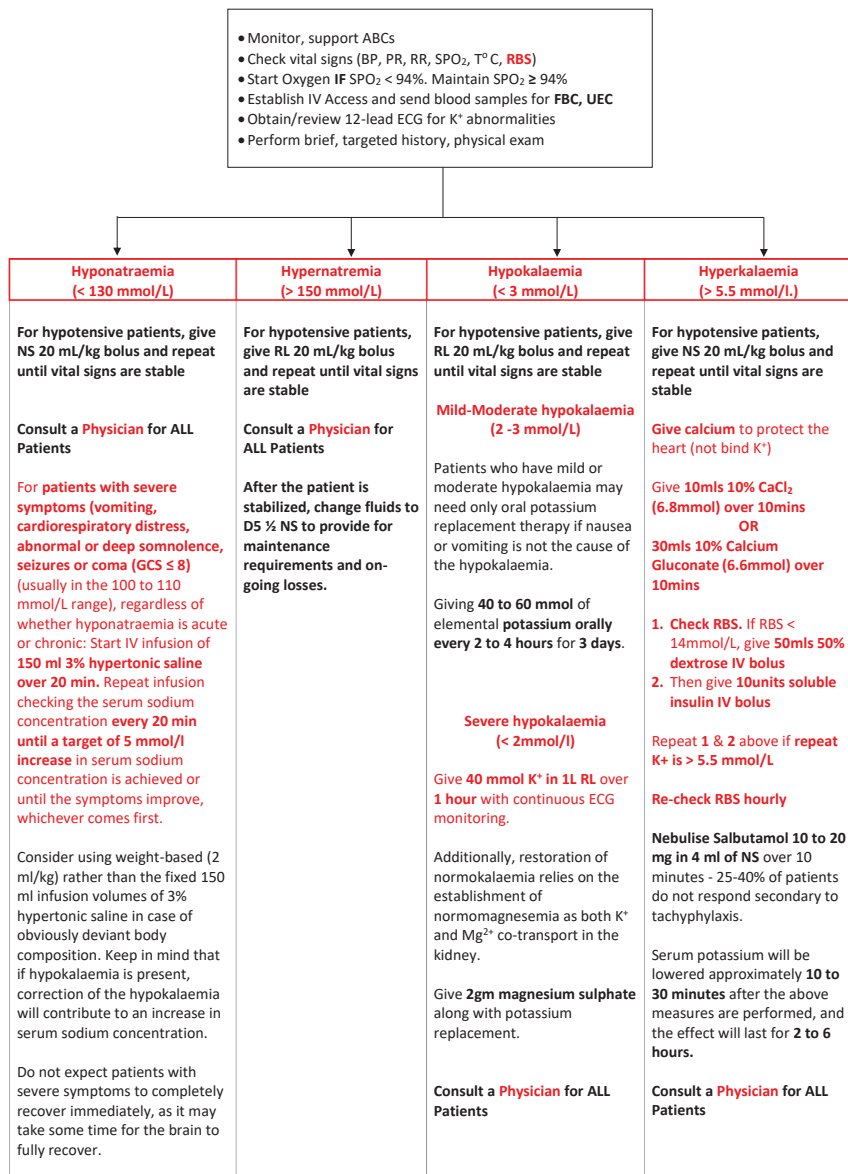 • Monitor, support ABCs
• Check vital signs (BP, PR, RR, SPO₂, T° C, RBS)
• Start Oxygen IF SPO₂ < 94%. Maintain SPO₂ ≥ 94%
• Establish IV Access and send blood samples for FBC, UEC
• Obtain/review 12-lead ECG for K⁺ abnormalities
• Perform brief, targeted history, physical exam
Hyponatraemia
(< 130 mmol/L)
For hypotensive patients, give
NS 20 mL/kg bolus and repeat
until vital signs are stable
Consult a Physician for ALL
Patients
For patients with severe
symptoms (vomiting,
cardiorespiratory distress,
abnormal or deep somnolence,
seizures or coma (GCS ≤ 8)
(usually in the 100 to 110
mmol/L range), regardless of
whether hyponatraemia is acute
or chronic: Start IV infusion of
150 ml 3% hypertonic saline
over 20 min. Repeat infusion
checking the serum sodium
concentration every 20 min
until a target of 5 mmol/l
increase in serum sodium
concentration is achieved or
until the symptoms improve,
whichever comes first.
Consider using weight-based (2
ml/kg) rather than the fixed 150
ml infusion volumes of 3%
hypertonic saline in case of
obviously deviant body
composition. Keep in mind that
if hypokalaemia is present,
correction of the hypokalaemia
will contribute to an increase in
serum sodium concentration.
Do not expect patients with
severe symptoms to completely
recover immediately, as it may
take some time for the brain to
fully recover.
Hypernatremia
(> 150 mmol/L)
For hypotensive patients,
give RL 20 mL/kg bolus
and repeat until vital signs
are stable
Consult a Physician for
ALL Patients
After the patient is
stabilized, change fluids to
D5 ½ NS to provide for
maintenance
requirements and on-
going losses.
Hypokalaemia
(< 3 mmol/L)
For hypotensive patients, give
RL 20 mL/kg bolus and repeat
until vital signs are stable
Mild-Moderate hypokalaemia
(2 -3 mmol/L)
Patients who have mild or
moderate hypokalaemia may
need only oral potassium
replacement therapy if nausea
or vomiting is not the cause of
the hypokalaemia.
Giving 40 to 60 mmol of
elemental potassium orally
every 2 to 4 hours for 3 days.
Severe hypokalaemia
(< 2mmol/l)
Give 40 mmol K⁺ in 1L RL over
1 hour with continuous ECG
monitoring.
Additionally, restoration of
normokalaemia relies on the
establishment of
normomagnesemia as both K⁺
and Mg²⁺ co-transport in the
kidney.
Give 2gm magnesium sulphate
along with potassium
replacement.
Consult a Physician for ALL
Patients
Hyperkalaemia
(> 5.5 mmol/l.)
For hypotensive patients,
give NS 20 mL/kg bolus and
repeat until vital signs are
stable
Give calcium to protect the
heart (not bind K⁺)
Give 10mls 10% CaCl₂
(6.8mmol) over 10mins
OR
30mls 10% Calcium
Gluconate (6.6mmol) over
10mins
1. Check RBS. If RBS <
14mmol/L, give 50mls 50%
dextrose IV bolus
2. Then give 10units soluble
insulin IV bolus
Repeat 1 & 2 above if repeat
K+ is > 5.5 mmol/L
Re-check RBS hourly
Nebulise Salbutamol 10 to 20
mg in 4 ml of NS over 10
minutes - 25-40% of patients
do not respond secondary to
tachyphylaxis.
Serum potassium will be
lowered approximately 10 to
30 minutes after the above
measures are performed, and
the effect will last for 2 to 6
hours.
Consult a Physician for ALL
Patients